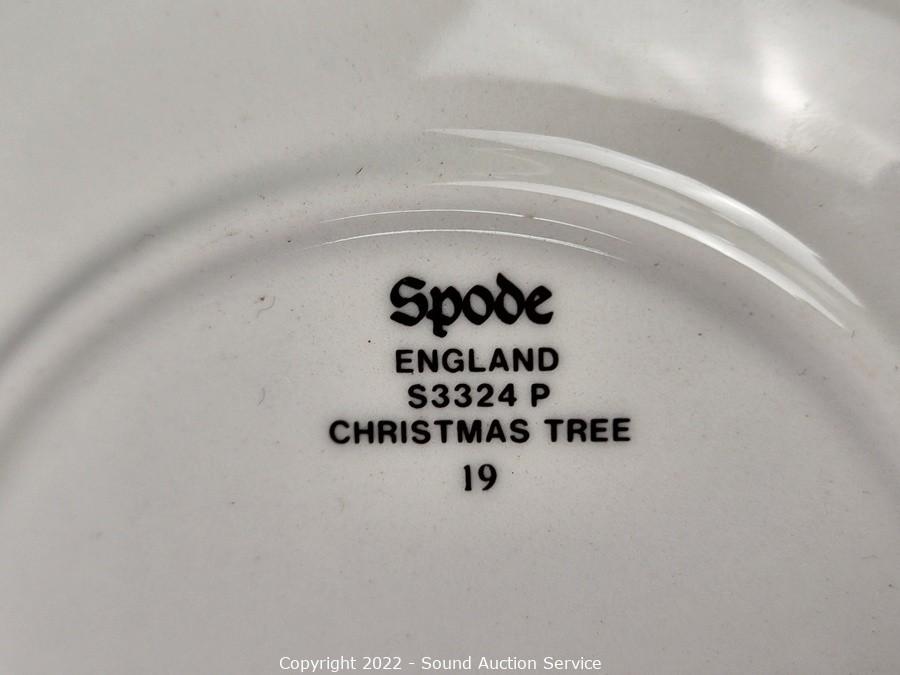 Spode
ENGLAND
S3324 P
CHRISTMAS TREE
19
Copyright 2022 - Sound Auction Service